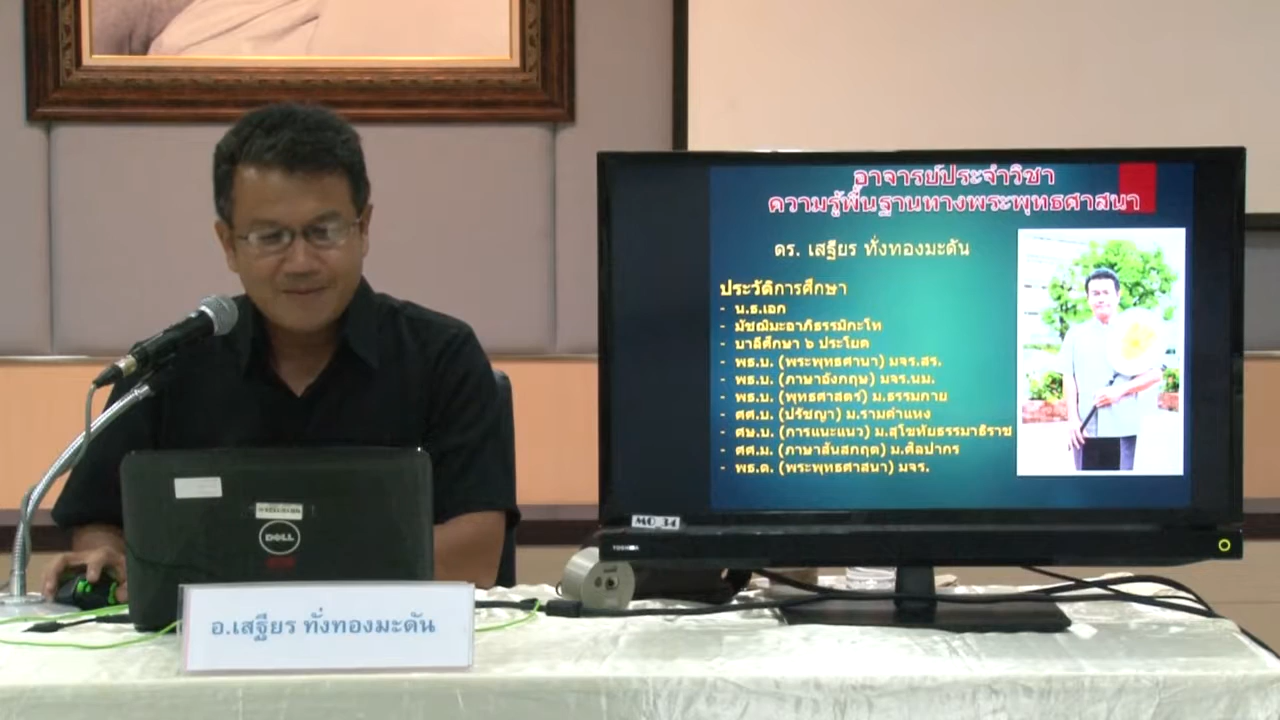 อาจารย์ประจำวิชา
ความรู้พื้นฐานทางพระพุทธศาสนา
ดร. เสฐียร ทั่งทองมะดัน
ประวัติการศึกษา
- น.ธ.เอก
- มัชฌิมะอาภิธรรมิกะโท
- บาลีศึกษา ๖ ประโยค
- พธ.บ. (พระพุทธศานา) มจร.สร.
- พธ.บ. (ภาษาอังกฤษ) มจร.นม.
- พธ.บ. (พุทธศาสตร์) ม.ธรรมกาย
- ศศ.บ. (ปรัชญา) ม.รามคำแหง
- ศษ.บ. (การแนะแนว) ม.สุโขทัยธรรมาธิราช
- ศศ.ม. (ภาษาสันสกฤต) ม.ศิลปากร
- พธ.ด. (พระพุทธศาสนา) มจร.
MO_34
TOSHIBA
DELL
อ.เสฐียร ทั่งทองมะดัน